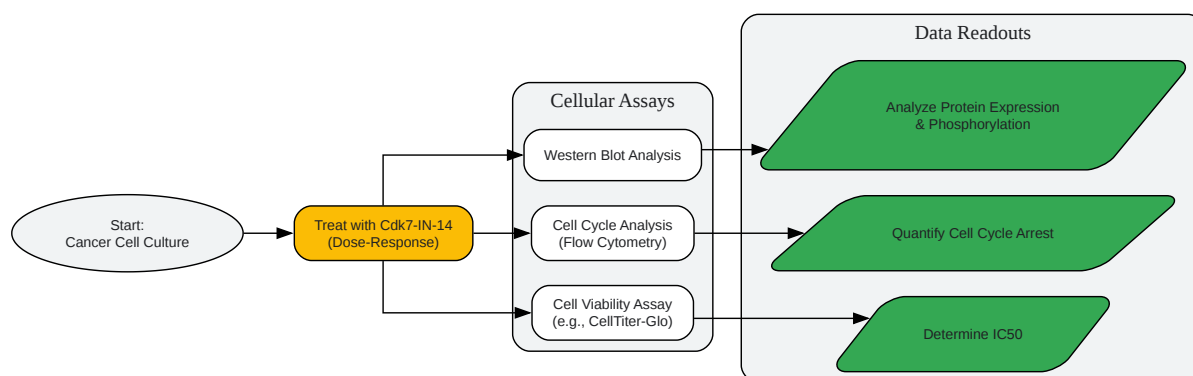 Data Readouts
Analyze Protein Expression
& Phosphorylation
Cellular Assays
Western Blot Analysis
Start:
Cancer Cell Culture
Treat with Cdk7-IN-14
(Dose-Response)
Cell Cycle Analysis
(Flow Cytometry)
Quantify Cell Cycle Arrest
Cell Viability Assay
(e.g., CellTiter-Glo)
Determine IC50